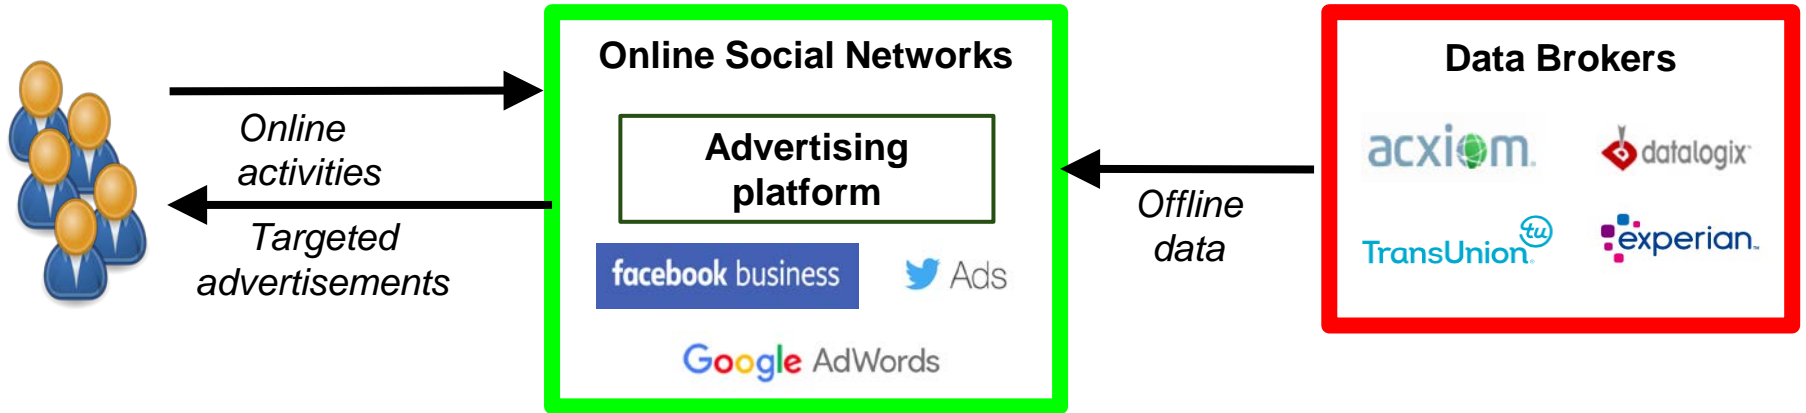 Online
activities
Targeted
advertisements
Online Social Networks
Advertising
platform
facebook business
Ads
Google AdWords
Offline
data
Data Brokers
acxiom.
datalogix
TransUnion
tu
experian